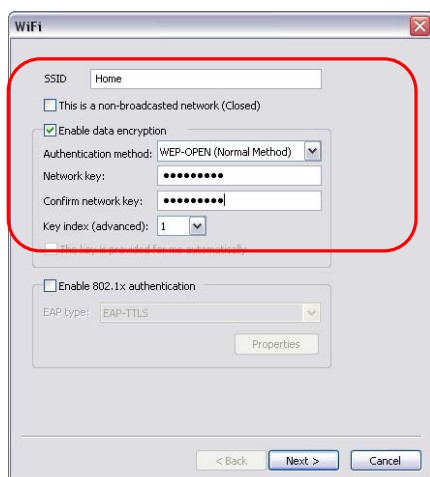 WiFi
SSID Home
This is a non-broadcasted network (Closed)
Enable data encryption
Authentication method: WEP-OPEN (Normal Method)
Network key: •••••••••
Confirm network key: •••••••••
Key index (advanced): 1
The key is provided for me automatically
Enable 802.1x authentication
EAP type: EAP-TTLS
Properties
< Back Next > Cancel